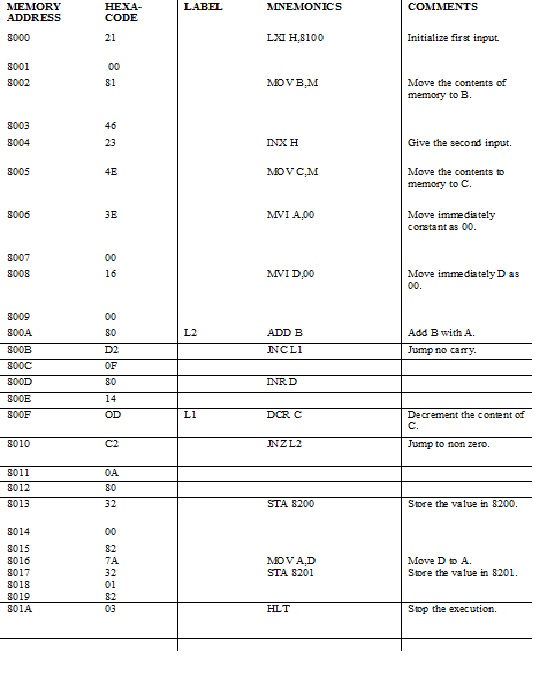 MEMORY ADDRESS HEXA-CODE LABEL MNEMONICS COMMENTS
8000 21 LXI H,8100 Initialize first input.
8001 00
8002 81 MOV B,M Move the contents of memory to B.
8003 46
8004 23 INX H Give the second input.
8005 4E MOV C,M Move the contents to memory to C.
8006 3E MVI A,00 Move immediately constant as 00.
8007 00
8008 16 MVI D,00 Move immediately D as 00.
8009 00
800A 80 L2 ADD B Add B with A.
800B D2 JNC L1 Jump no carry.
800C 0F
800D 80 INR D
800E 14
800F OD L1 DCR C Decrement the content of C.
8010 C2 JNZ L2 Jump to non zero.
8011 0A
8012 80
8013 32 STA 8200 Store the value in 8200.
8014 00
8015 82
8016 7A MOV A,D Move D to A.
8017 32 STA 8201 Store the value in 8201.
8018 01
8019 82
801A 03 HLT Stop the execution.